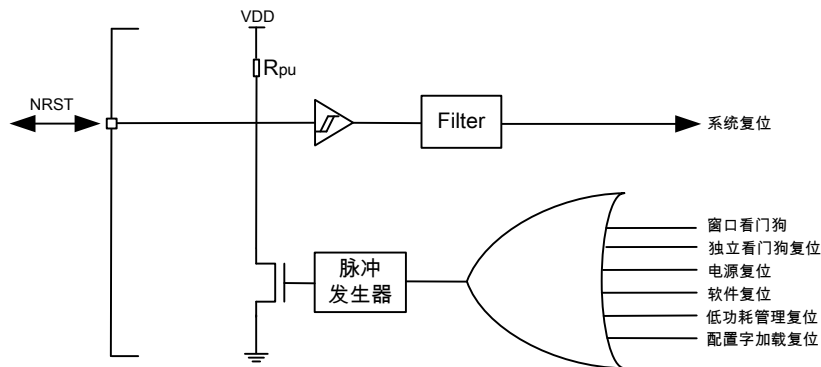 VDD
Rpu
NRST
Filter
系统复位
窗口看门狗
独立看门狗复位
电源复位
软件复位
低功耗管理复位
配置字加载复位
脉冲
发生器